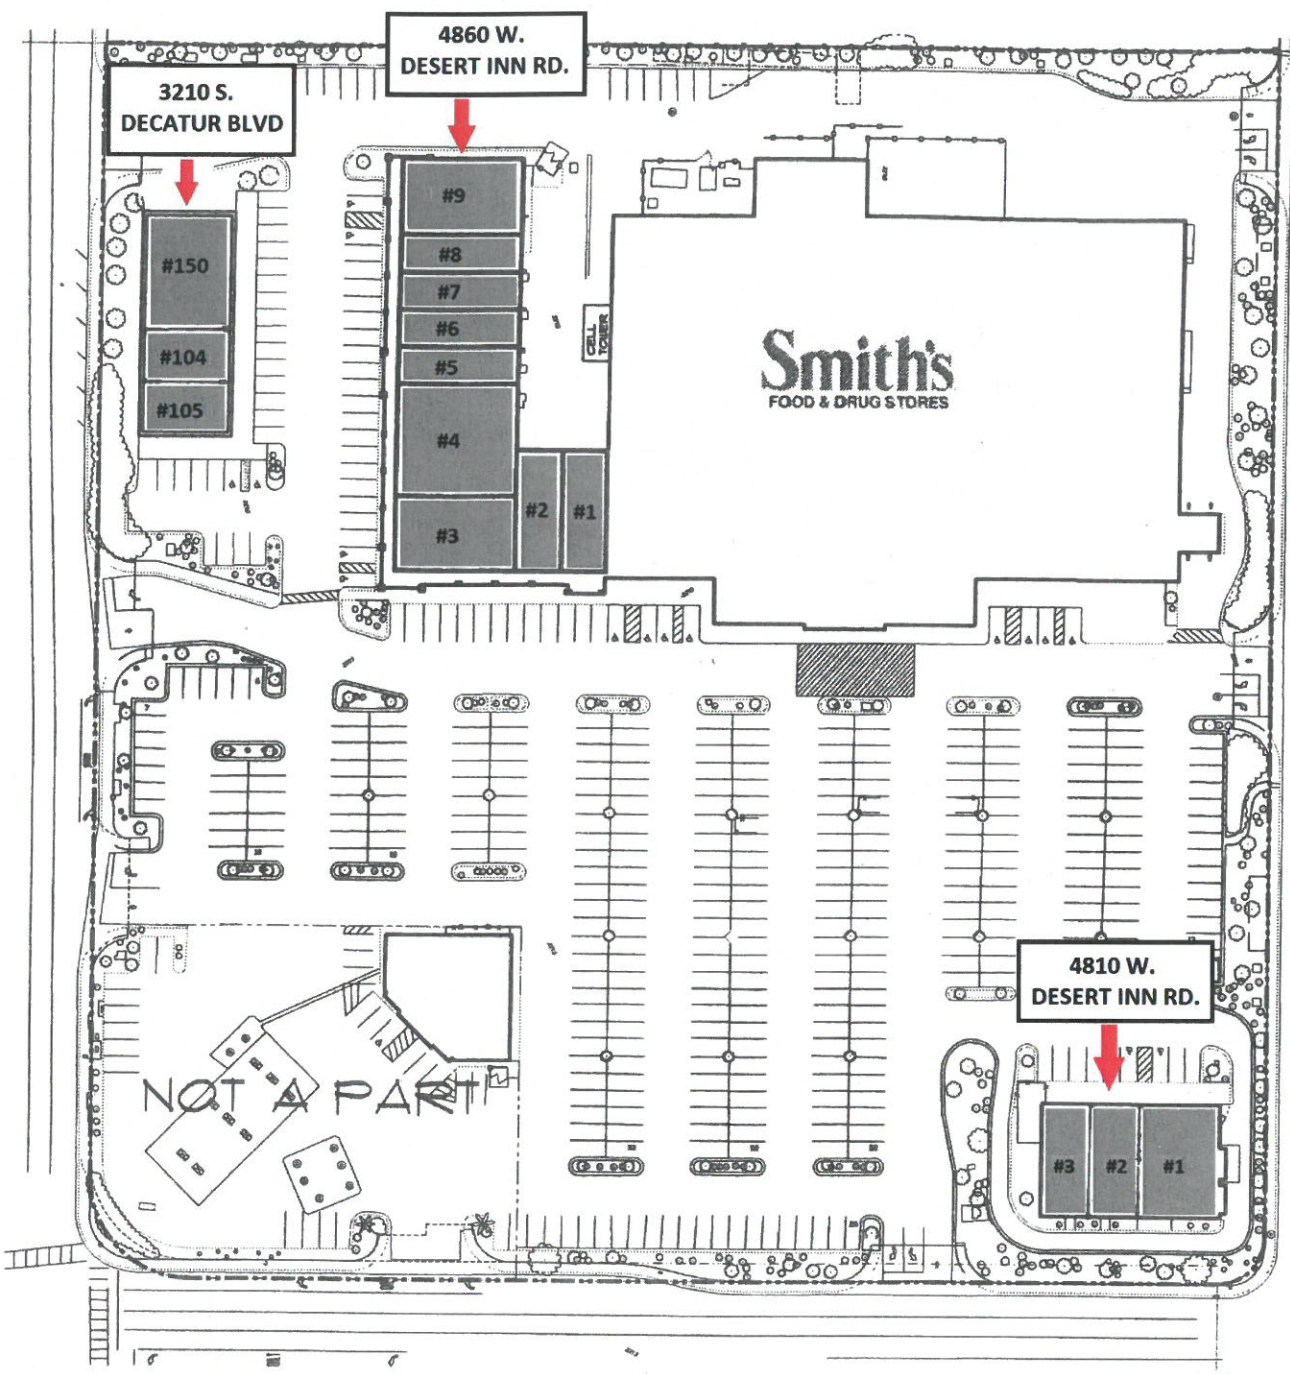 4860 W.
DESERT INN RD.
3210 S.
DECATUR BLVD
#9
#8
#7
#6
#5
#4
#3
#2
#1
#150
#104
#105
CELL
TOWER
Smith's
FOOD & DRUG STORES
4810 W.
DESERT INN RD.
NOT A PART
#3
#2
#1